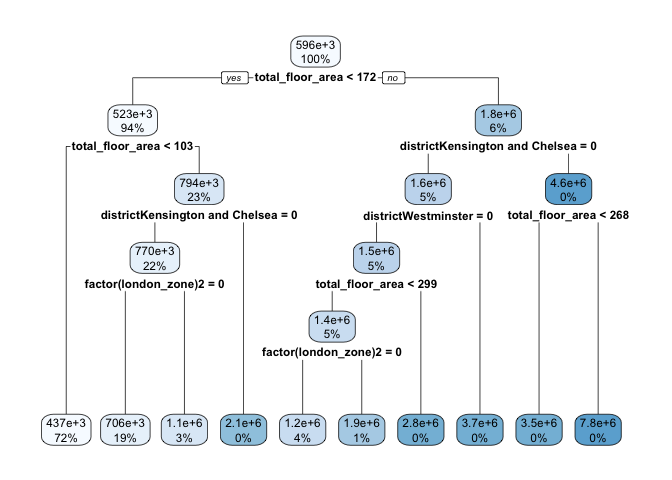 596e+3
100%
yes
total_floor_area < 172
no
523e+3
94%
1.8e+6
6%
total_floor_area < 103
districtKensington and Chelsea = 0
794e+3
23%
1.6e+6
5%
4.6e+6
0%
districtKensington and Chelsea = 0
districtWestminster = 0
total_floor_area < 268
770e+3
22%
1.5e+6
5%
factor(london_zone)2 = 0
total_floor_area < 299
1.4e+6
5%
factor(london_zone)2 = 0
437e+3
72%
706e+3
19%
1.1e+6
3%
2.1e+6
0%
1.2e+6
4%
1.9e+6
1%
2.8e+6
0%
3.7e+6
0%
3.5e+6
0%
7.8e+6
0%